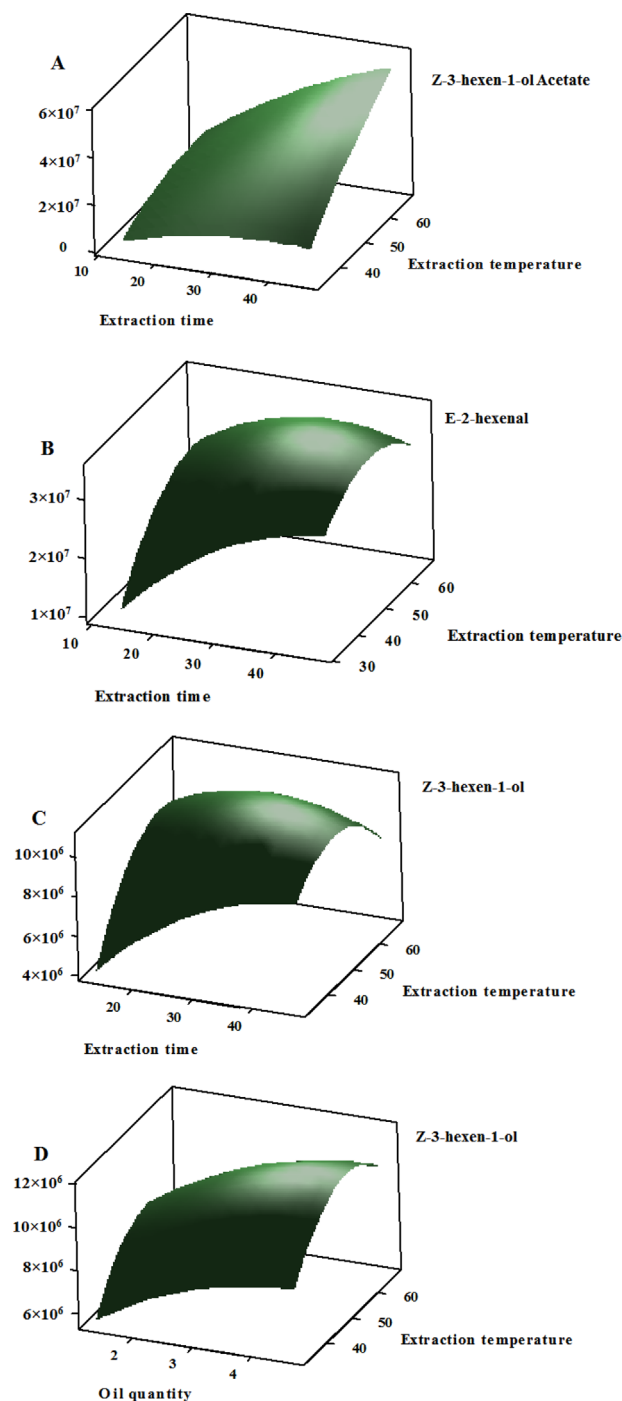 A
Z-3-hexen-1-ol Acetate
6×10⁷
4×10⁷
2×10⁷
0
10
20
30
40
40
50
60
Extraction temperature
Extraction time
B
E-2-hexenal
3×10⁷
2×10⁷
1×10⁷
10
20
30
40
30
40
50
60
Extraction temperature
Extraction time
C
Z-3-hexen-1-ol
10×10⁶
8×10⁶
6×10⁶
4×10⁶
20
30
40
40
50
60
Extraction temperature
Extraction time
D
Z-3-hexen-1-ol
12×10⁶
10×10⁶
8×10⁶
6×10⁶
2
3
4
40
50
60
Extraction temperature
Oil quantity